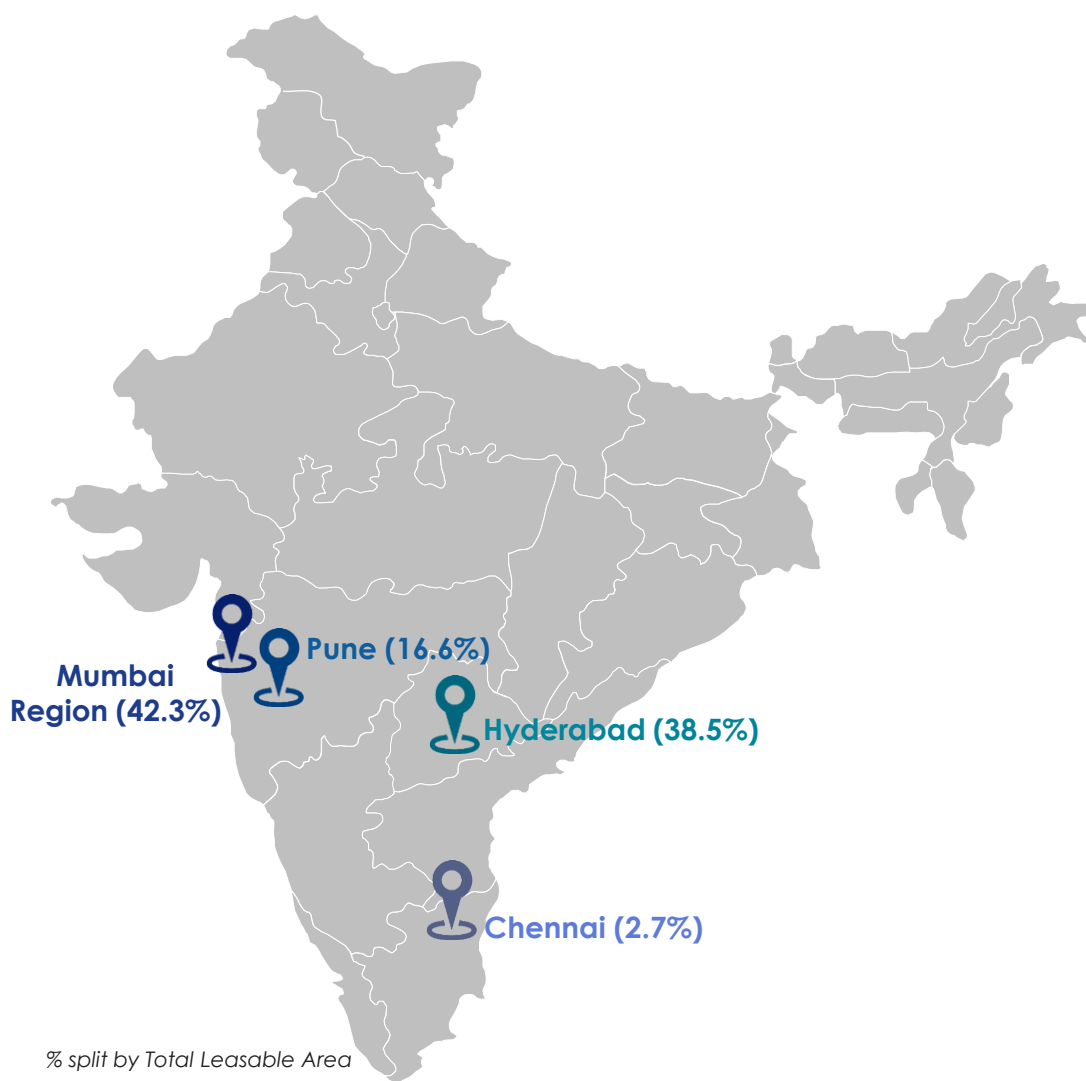 Pune (16.6%)
Mumbai
Region (42.3%)
Hyderabad (38.5%)
Chennai (2.7%)
% split by Total Leasable Area